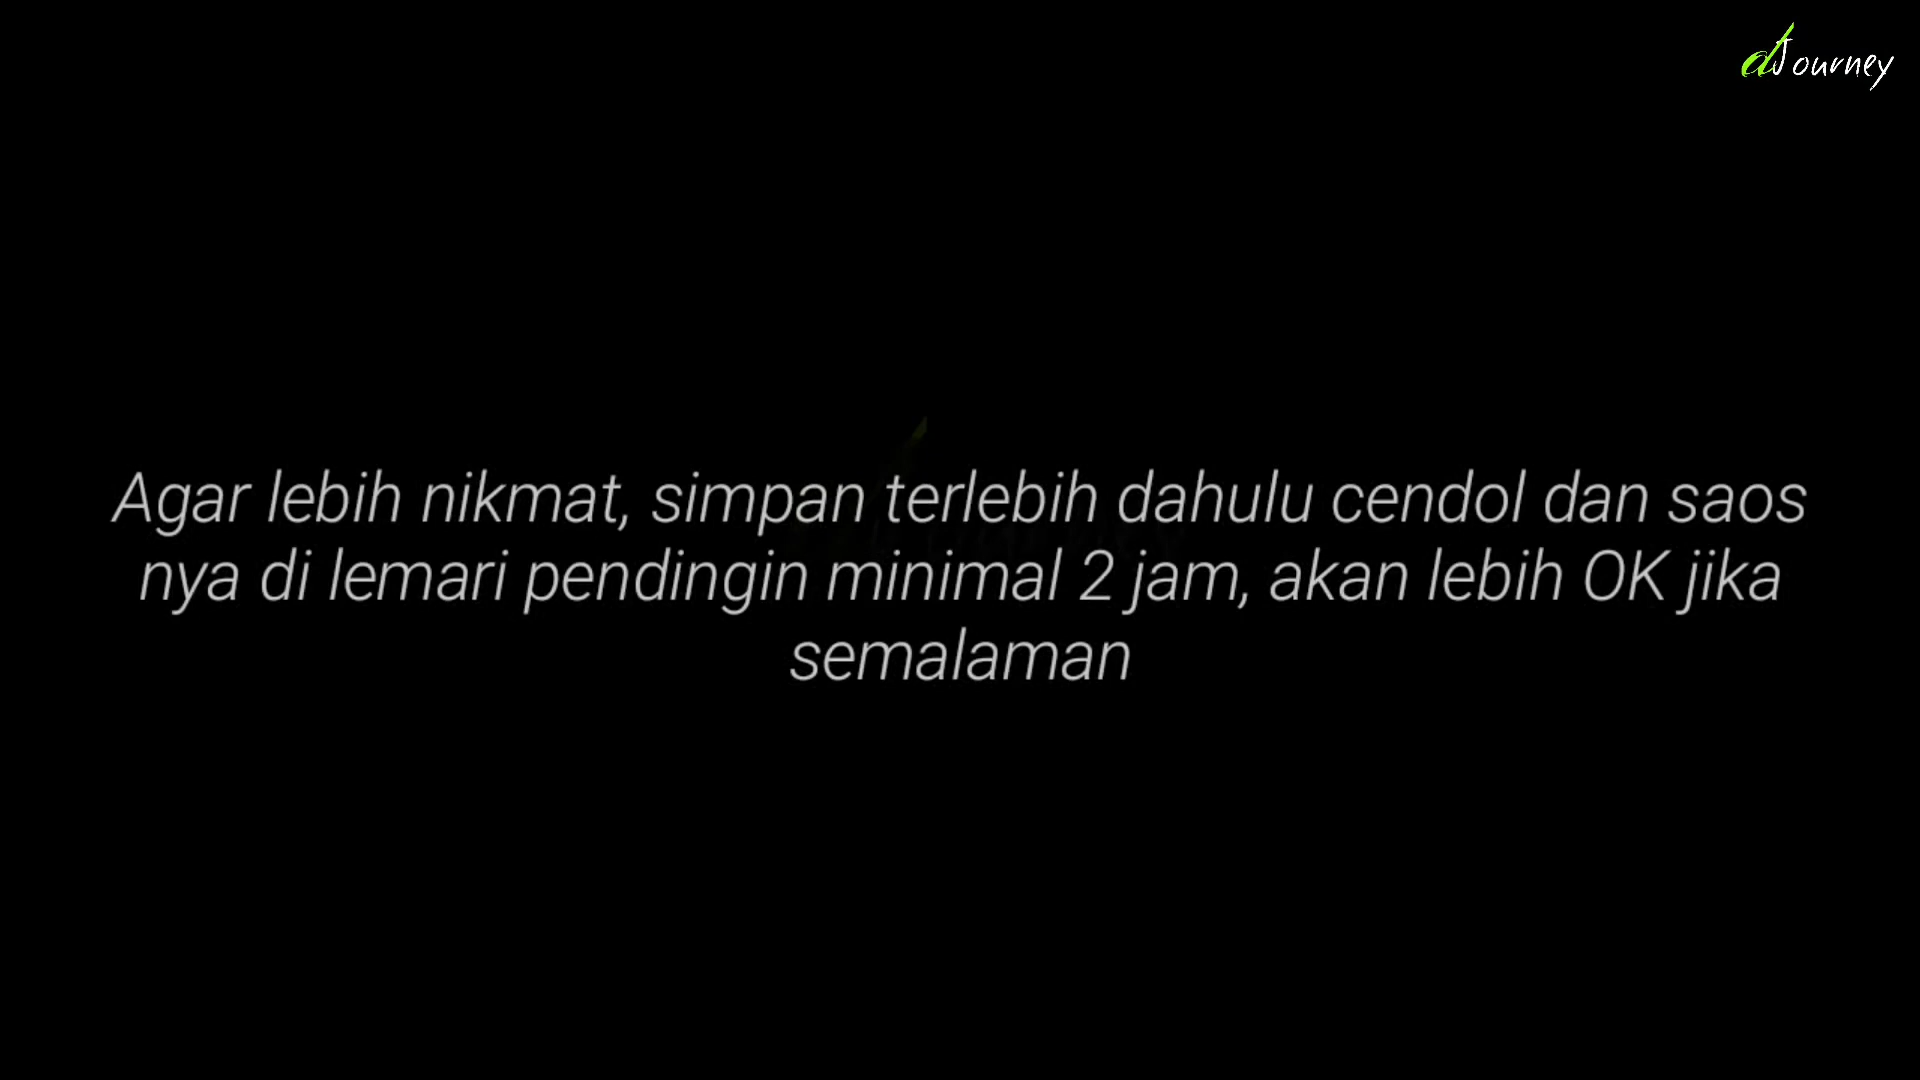 dJourney
Agar lebih nikmat, simpan terlebih dahulu cendol dan saos
nya di lemari pendingin minimal 2 jam, akan lebih OK jika
semalaman